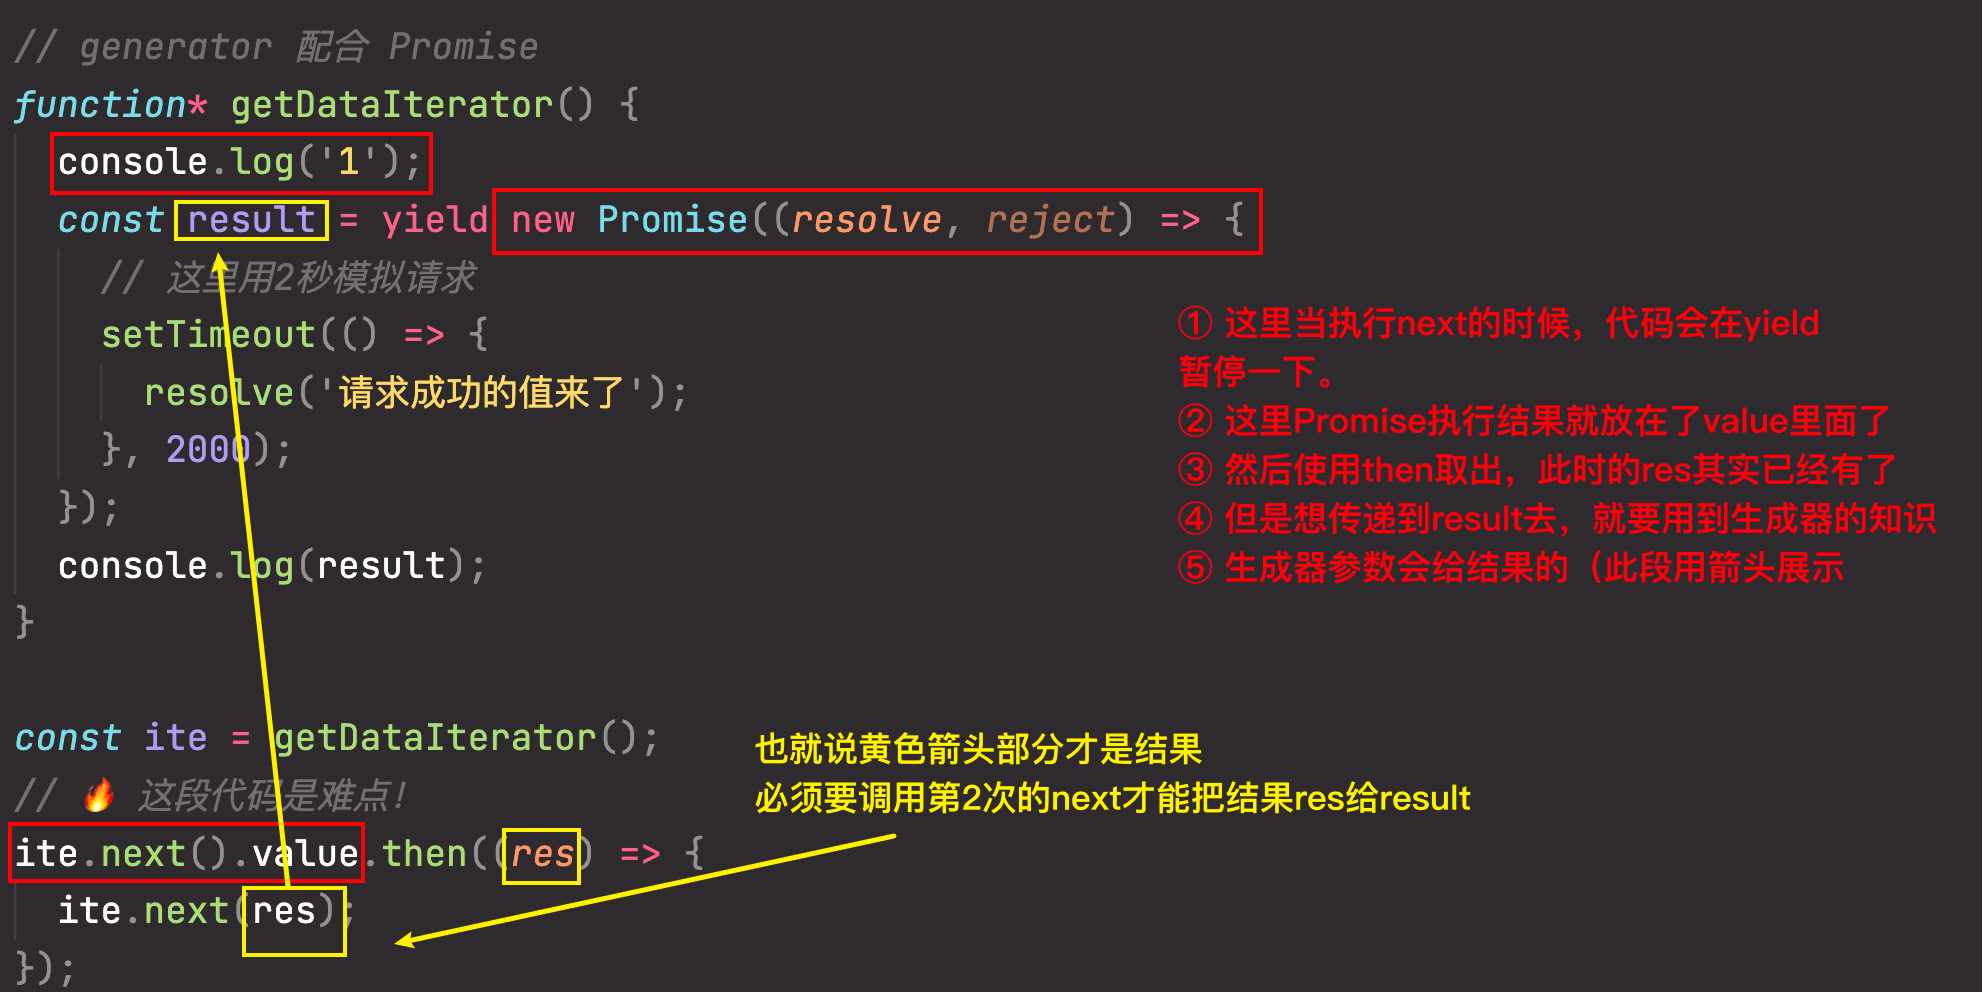 // generator 配合 Promise
function* getDataIterator() {
console.log('1');
const result = yield new Promise((resolve, reject) => {
// 这里用2秒模拟请求
setTimeout(() => {
resolve('请求成功的值来了');
}, 2000);
});
console.log(result);
}
① 这里当执行next的时候，代码会在yield
暂停一下。
② 这里Promise执行结果就放在了value里面了
③ 然后使用then取出，此时的res其实已经有了
④ 但是想传递到result去，就要用到生成器的知识
⑤ 生成器参数会给结果的（此段用箭头展示
const ite = getDataIterator();
// 🔥 这段代码是难点！
ite.next().value.then((res) => {
ite.next(res);
});
也就说黄色箭头部分才是结果
必须要调用第2次的next才能把结果res给result